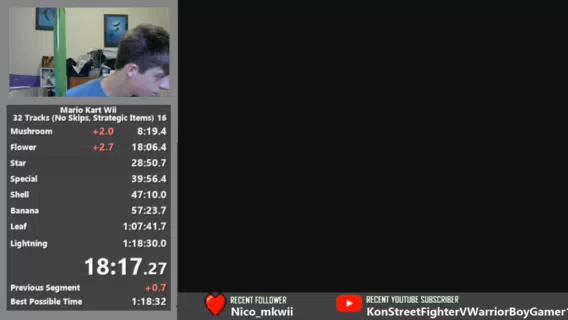 Mario Kart Wii
32 Tracks (No Skips, Strategic Items) 16
Mushroom +2.0 8:19.4
Flower +2.7 18:06.4
Star 28:50.7
Special 39:56.4
Shell 47:10.0
Banana 57:23.7
Leaf 1:07:41.7
Lightning 1:18:30.0
18:17.27
Previous Segment +0.7
Best Possible Time 1:18:32
RECENT FOLLOWER
Nico_mkwii
RECENT YOUTUBE SUBSCRIBER
KonStreetFighterVWarriorBoyGamer